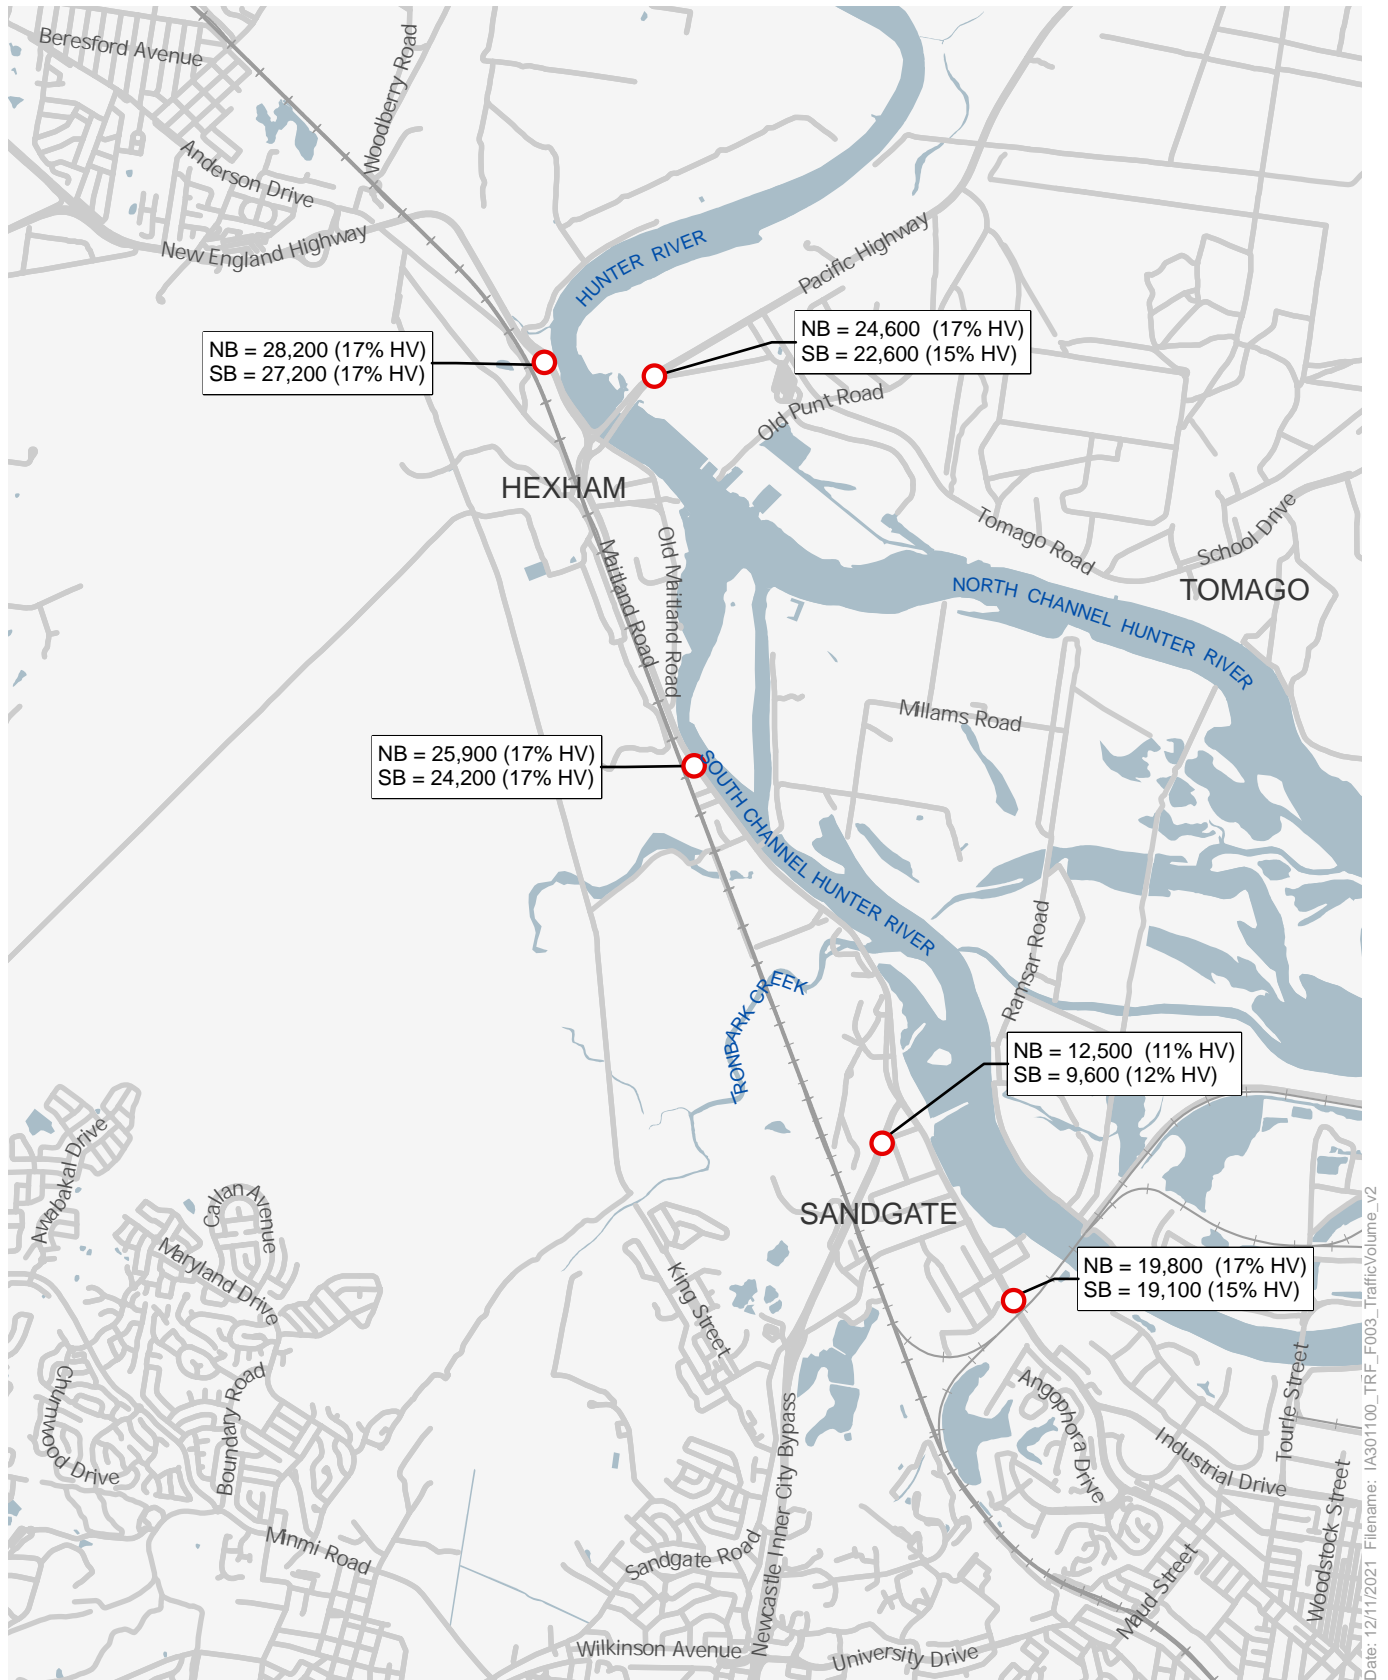 Beresford Avenue
Woodberry Road
Anderson Drive
New England Highway
HUNTER RIVER
Pacific Highway
NB = 28,200 (17% HV)
SB = 27,200 (17% HV)
NB = 24,600 (17% HV)
SB = 22,600 (15% HV)
Old Punt Road
HEXHAM
Tomago Road
School Drive
TOMAGO
Maitland Road
Old Maitland Road
NORTH CHANNEL HUNTER RIVER
Millams Road
NB = 25,900 (17% HV)
SB = 24,200 (17% HV)
SOUTH CHANNEL HUNTER RIVER
Ramsar Road
IRONBARK CREEK
NB = 12,500 (11% HV)
SB = 9,600 (12% HV)
Awabakal Drive
Callan Avenue
Maryland Drive
SANDGATE
King Street
NB = 19,800 (17% HV)
SB = 19,100 (15% HV)
Chunmwood Drive
Boundary Road
Angophora Drive
Tourle Street
Industrial Drive
Newcastle Inner City Bypass
Woodstock Street
Minmi Road
Sandgate Road
Maud Street
Wilkinson Avenue
University Drive
Date: 12/11/2021 Filename: IA301100_TRF_F003_TrafficVolume_v2